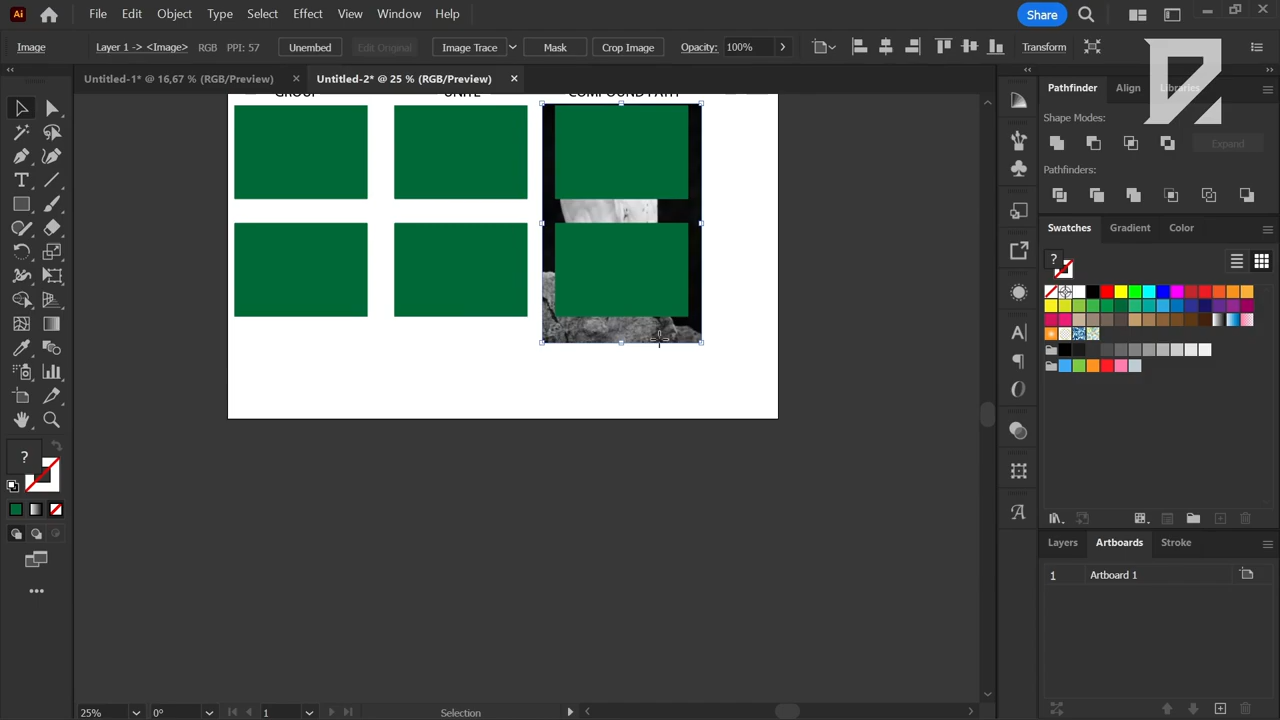 Ai File Edit Object Type Select Effect View Window Help Share
Image Layer 1 -> <Image> RGB PPI: 57 Unembed Edit Original Image Trace Mask Crop Image Opacity: 100% Transform
Untitled-1* @ 16,67 % (RGB/Preview) × Untitled-2* @ 25 % (RGB/Preview) ×
GROUP UNITE COMPOUND PATH
Pathfinder Align Libraries
Shape Modes:
Expand
Pathfinders:
Swatches Gradient Color
?
?
Layers Artboards Stroke
1 Artboard 1
25% 0° 1 Selection